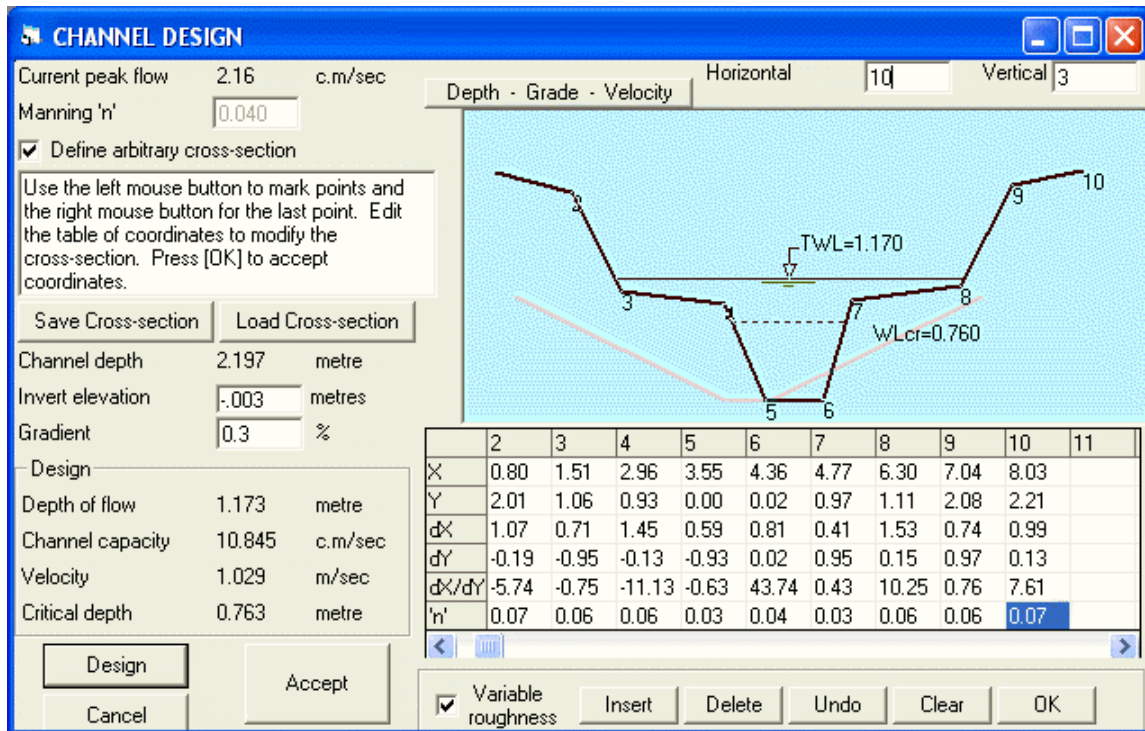 CHANNEL DESIGN
Current peak flow 2.16 c.m/sec
Manning 'n' 0.040
Define arbitrary cross-section
Use the left mouse button to mark points and
the right mouse button for the last point. Edit
the table of coordinates to modify the
cross-section. Press [OK] to accept
coordinates.
Save Cross-section Load Cross-section
Channel depth 2.197 metre
Invert elevation -.003 metres
Gradient 0.3 %
Design
Depth of flow 1.173 metre
Channel capacity 10.845 c.m/sec
Velocity 1.029 m/sec
Critical depth 0.763 metre
Design
Cancel
Accept
Depth - Grade - Velocity
Horizontal 10 Vertical 3
2
3
5
6
7
8
9
10
TWL=1.170
WLcr=0.760
2 3 4 5 6 7 8 9 10 11
X 0.80 1.51 2.96 3.55 4.36 4.77 6.30 7.04 8.03
Y 2.01 1.06 0.93 0.00 0.02 0.97 1.11 2.08 2.21
dX 1.07 0.71 1.45 0.59 0.81 0.41 1.53 0.74 0.99
dY -0.19 -0.95 -0.13 -0.93 0.02 0.95 0.15 0.97 0.13
dX/dY -5.74 -0.75 -11.13 -0.63 43.74 0.43 10.25 0.76 7.61
'n' 0.07 0.06 0.06 0.03 0.04 0.03 0.06 0.06 0.07
Variable
roughness
Insert Delete Undo Clear OK